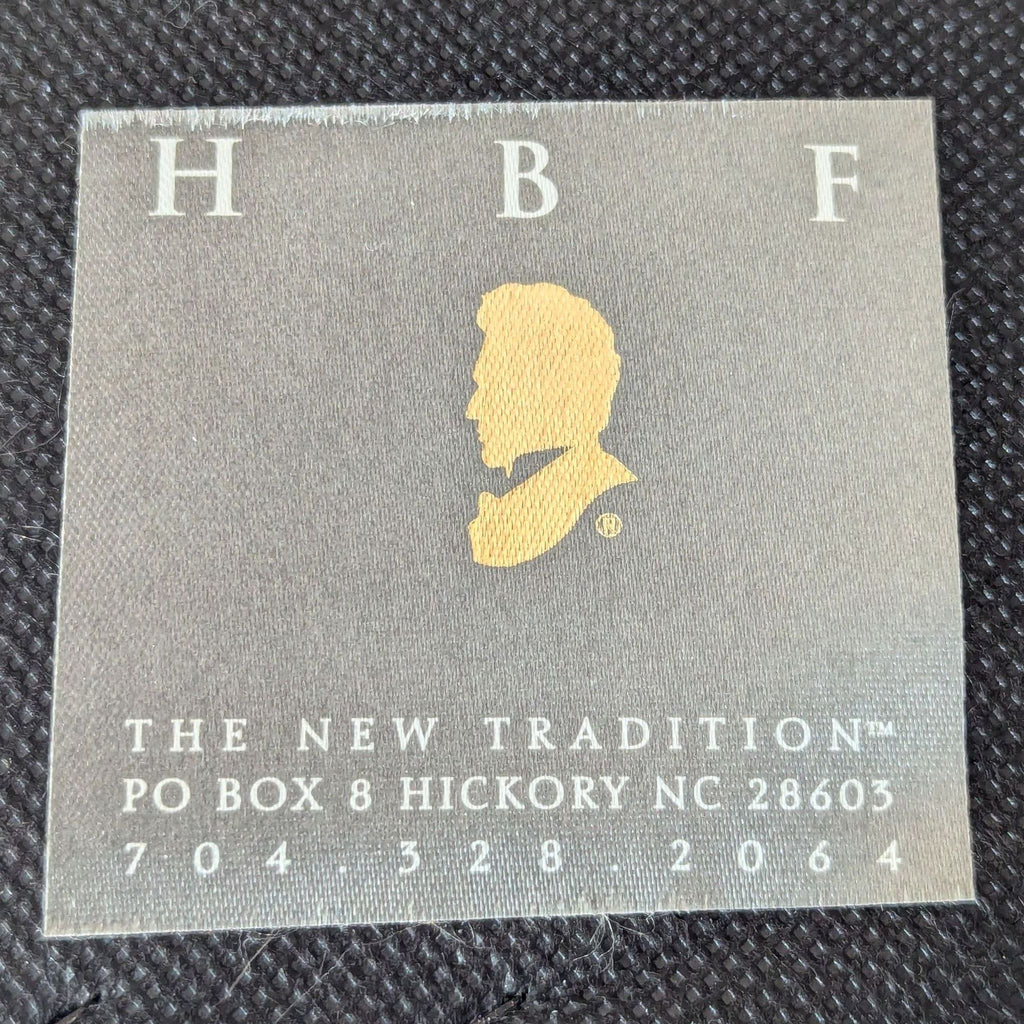 H B F
®
THE NEW TRADITION™
PO BOX 8 HICKORY NC 28603
704.328.2064